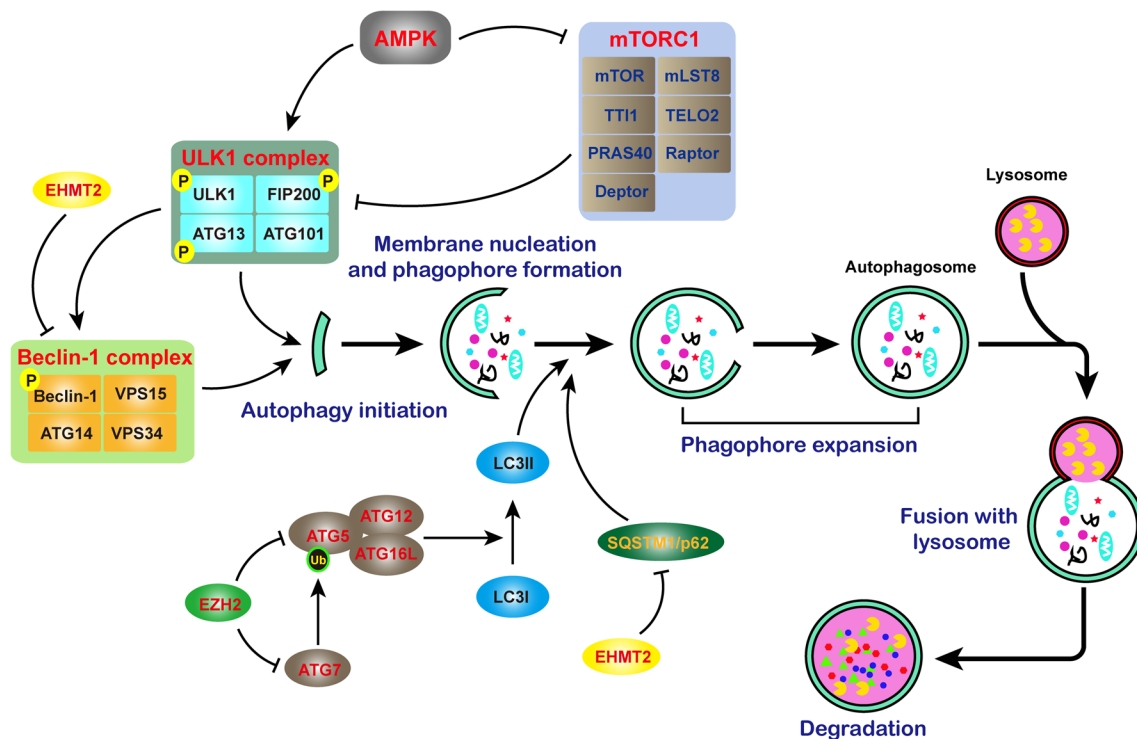 AMPK
mTORC1
mTOR
mLST8
TTI1
TELO2
PRAS40
Raptor
Deptor
ULK1 complex
P
P
ULK1
FIP200
ATG13
ATG101
P
EHMT2
Lysosome
Membrane nucleation
and phagophore formation
Autophagosome
Beclin-1 complex
P
Beclin-1
VPS15
ATG14
VPS34
Autophagy initiation
Phagophore expansion
LC3II
ATG12
ATG5
ATG16L
Ub
SQSTM1/p62
Fusion with
lysosome
EZH2
LC3I
ATG7
EHMT2
Degradation